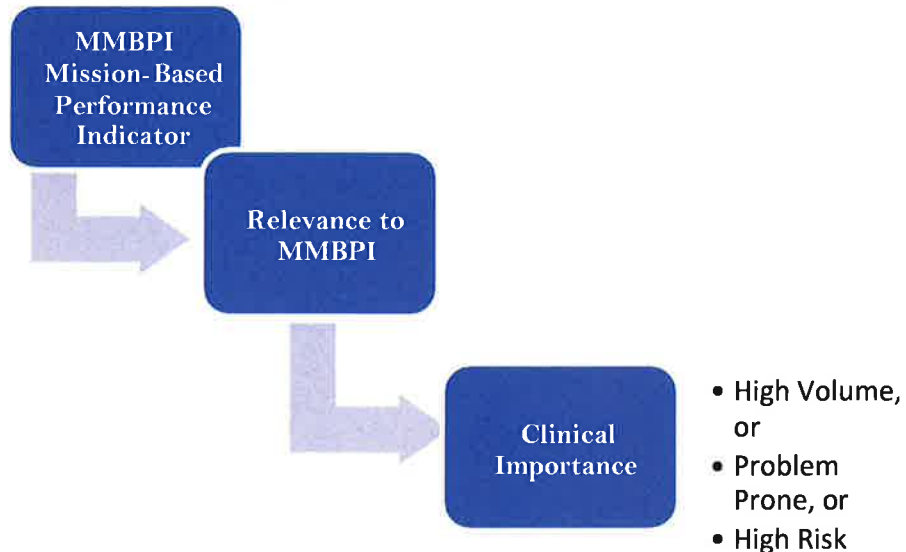 MMBPI
Mission-Based
Performance
Indicator
Relevance to
MMBPI
Clinical
Importance
• High Volume,
or
• Problem
Prone, or
• High Risk